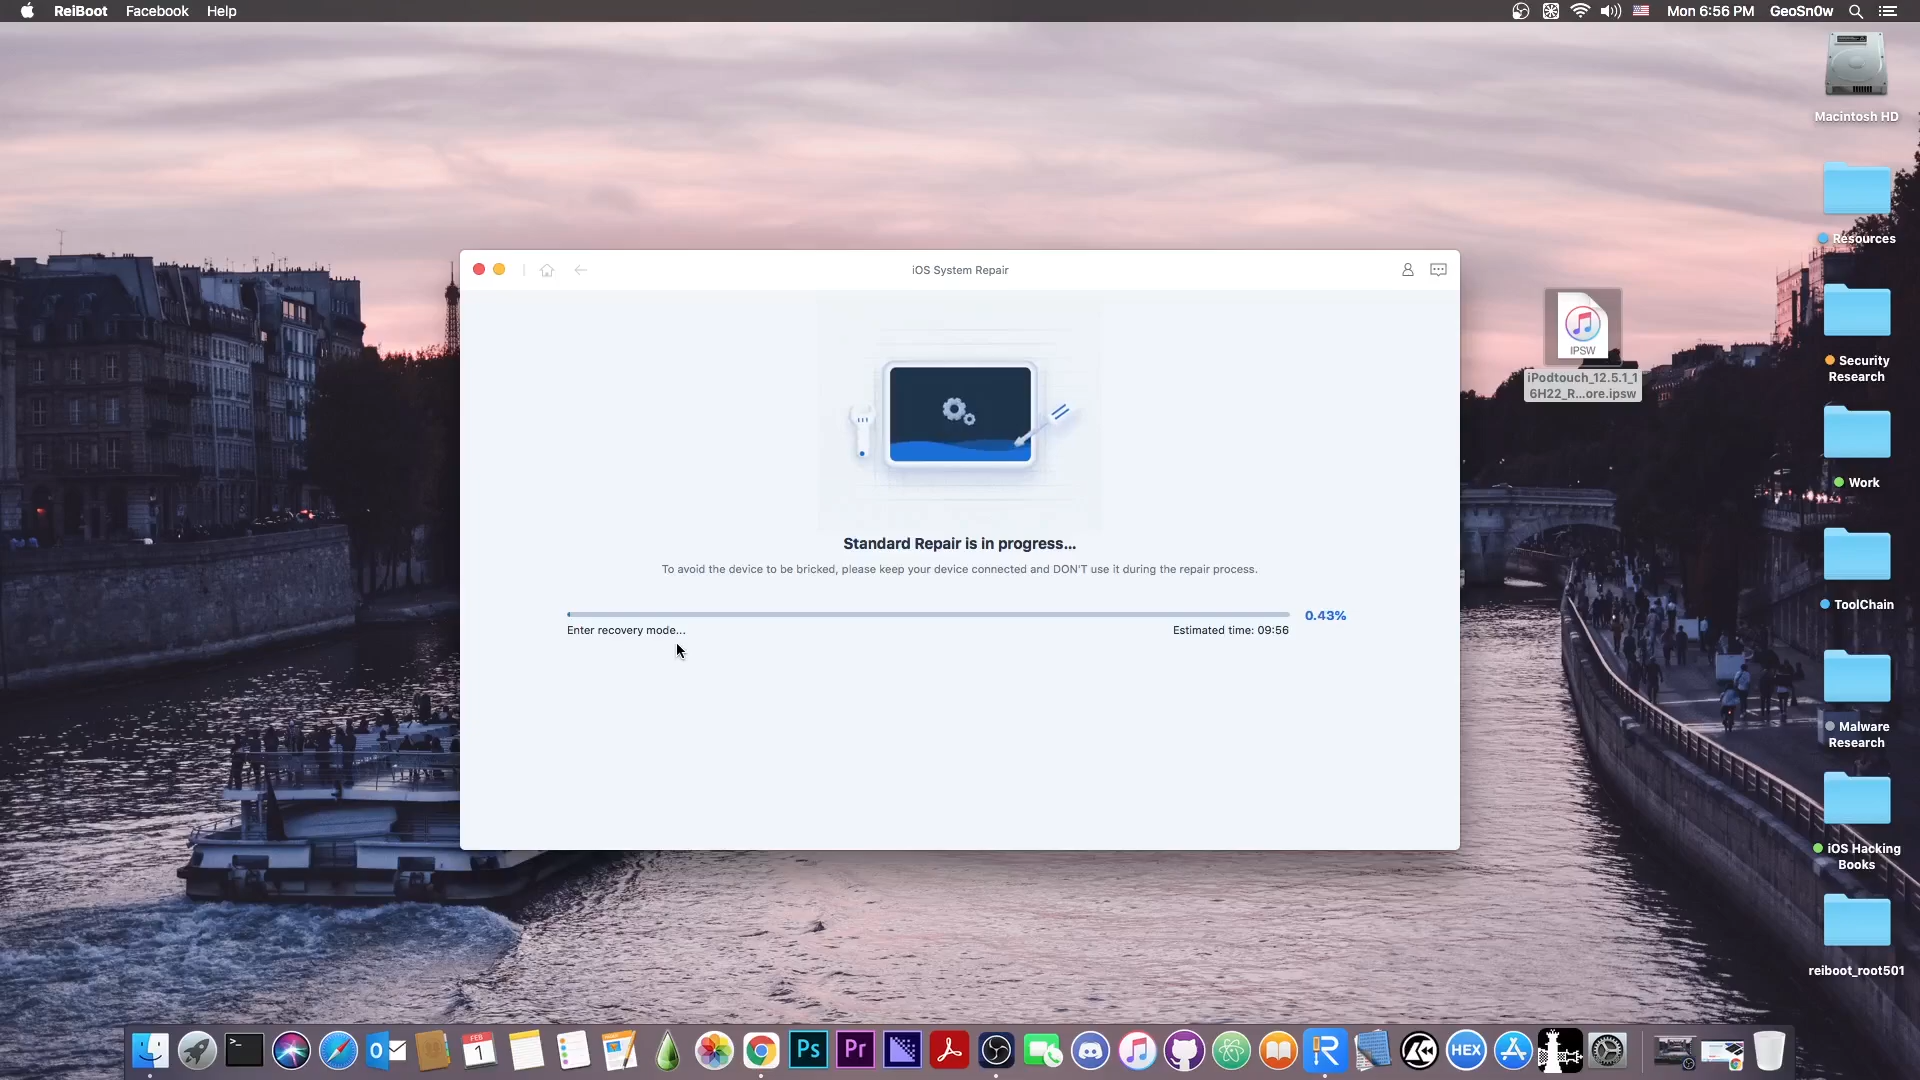 ReiBoot Facebook Help
Mon 6:56 PM GeoSn0w
Macintosh HD
Resources
iOS System Repair
IPSW
iPodtouch_12.5.1_1
6H22_R...ore.ipsw
Security
Research
Work
Standard Repair is in progress...
To avoid the device to be bricked, please keep your device connected and DON'T use it during the repair process.
0.43%
Enter recovery mode...
Estimated time: 09:56
ToolChain
Malware
Research
iOS Hacking
Books
reiboot_root501
>_
O
FEB
1
Ps
Pr
R
HEX